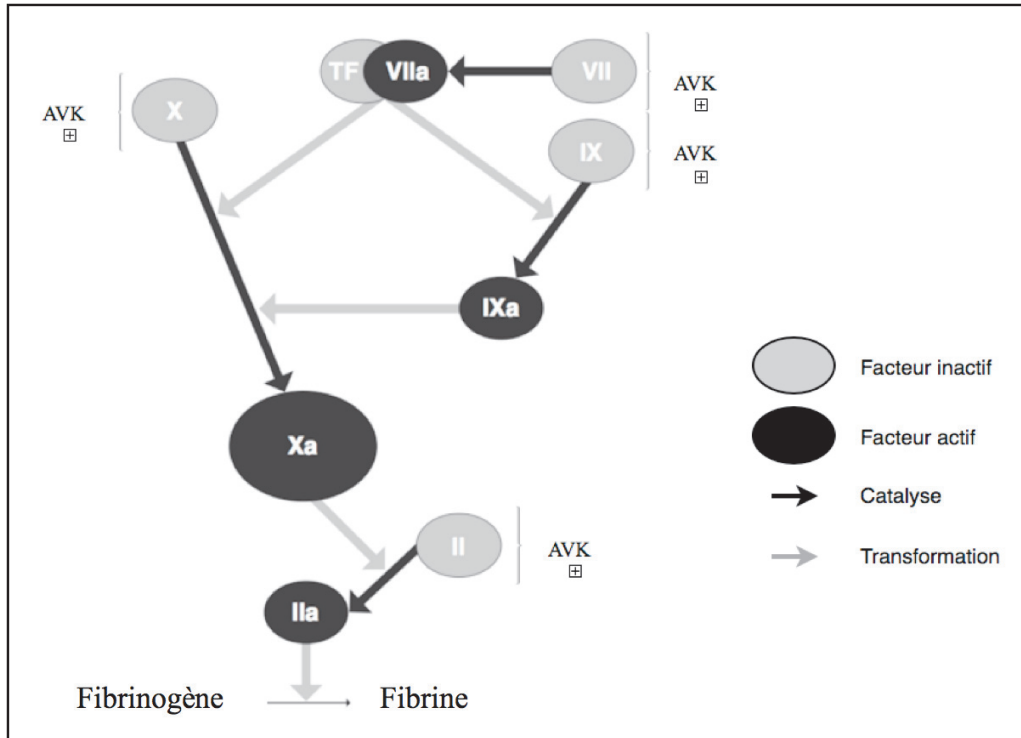 TF VIIa VII
AVK
X
AVK
IX
AVK
IXa
Xa
Facteur inactif
Facteur actif
Catalyse
Transformation
II
AVK
IIa
Fibrinogène Fibrine